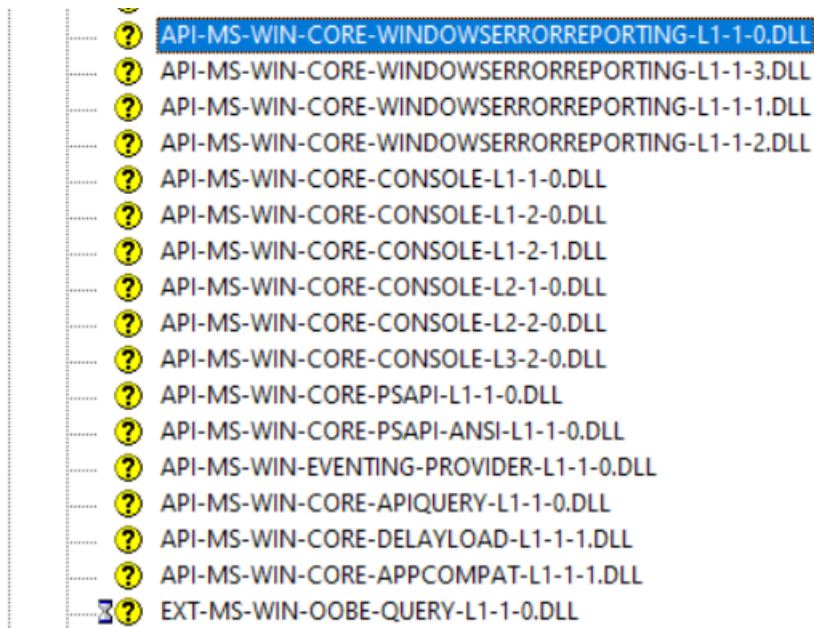 API-MS-WIN-CORE-WINDOWSERRORREPORTING-L1-1-0.DLL
API-MS-WIN-CORE-WINDOWSERRORREPORTING-L1-1-3.DLL
API-MS-WIN-CORE-WINDOWSERRORREPORTING-L1-1-1.DLL
API-MS-WIN-CORE-WINDOWSERRORREPORTING-L1-1-2.DLL
API-MS-WIN-CORE-CONSOLE-L1-1-0.DLL
API-MS-WIN-CORE-CONSOLE-L1-2-0.DLL
API-MS-WIN-CORE-CONSOLE-L1-2-1.DLL
API-MS-WIN-CORE-CONSOLE-L2-1-0.DLL
API-MS-WIN-CORE-CONSOLE-L2-2-0.DLL
API-MS-WIN-CORE-CONSOLE-L3-2-0.DLL
API-MS-WIN-CORE-PSAPI-L1-1-0.DLL
API-MS-WIN-CORE-PSAPI-ANSI-L1-1-0.DLL
API-MS-WIN-EVENTING-PROVIDER-L1-1-0.DLL
API-MS-WIN-CORE-APIQUERY-L1-1-0.DLL
API-MS-WIN-CORE-DELAYLOAD-L1-1-1.DLL
API-MS-WIN-CORE-APPCOMPAT-L1-1-1.DLL
EXT-MS-WIN-OOBE-QUERY-L1-1-0.DLL